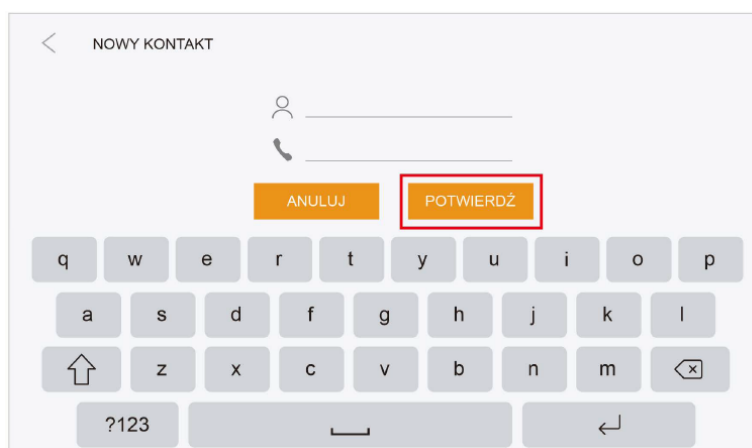 NOWY KONTAKT
ANULUJ POTWIERDŹ
q w e r t y u i o p
a s d f g h j k l
z x c v b n m
?123